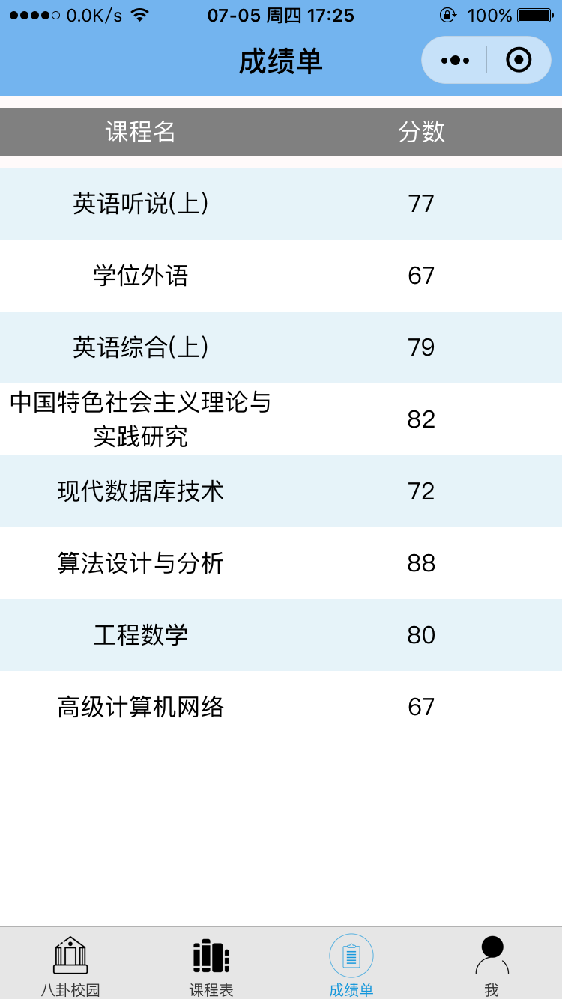 0.0K/s 07-05 周四 17:25 100%
成绩单
课程名 分数
英语听说(上) 77
学位外语 67
英语综合(上) 79
中国特色社会主义理论与
实践研究 82
现代数据库技术 72
算法设计与分析 88
工程数学 80
高级计算机网络 67
八卦校园 课程表 成绩单 我